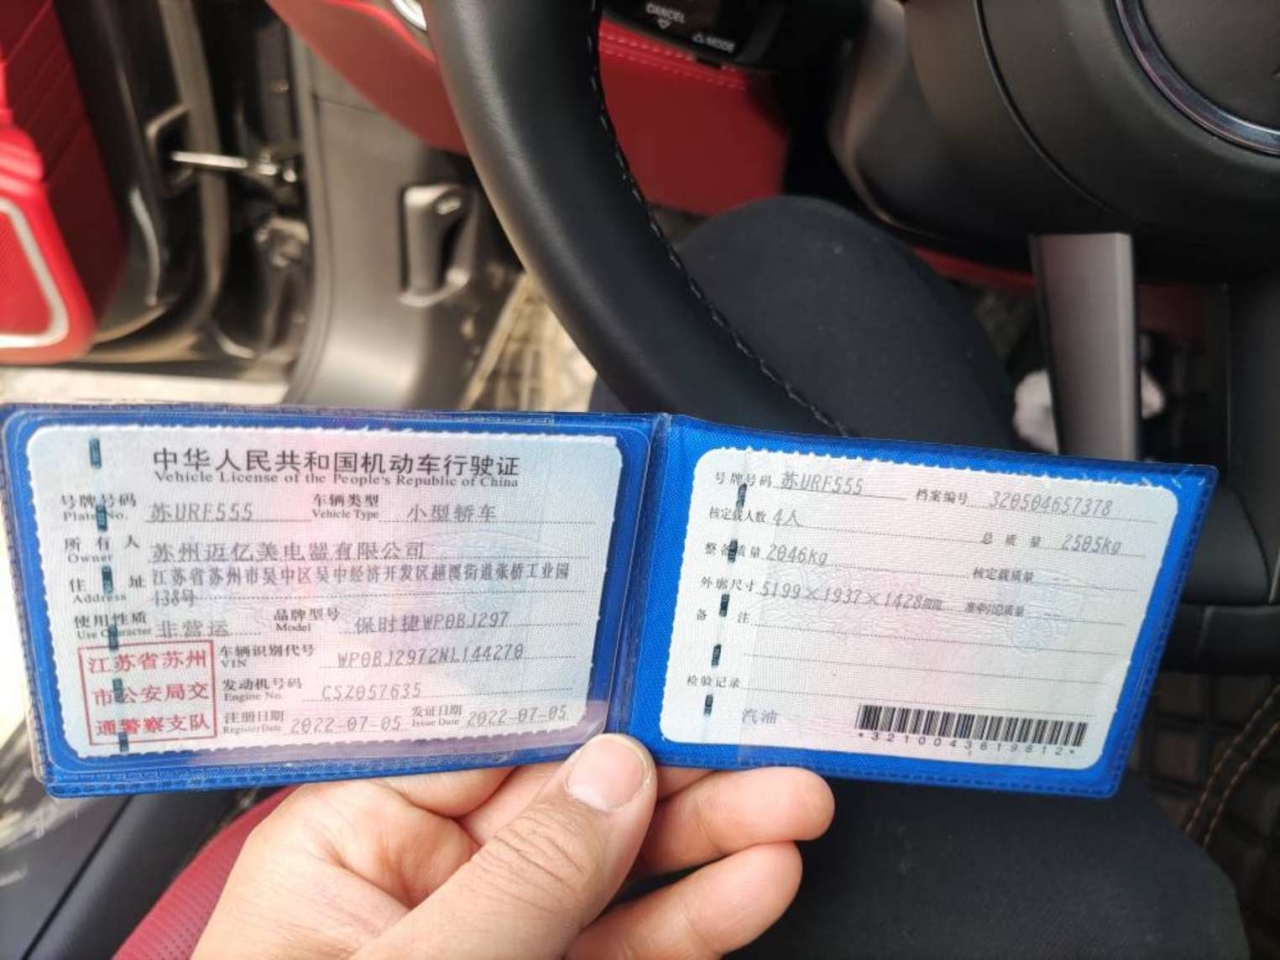 CANCEL
MODE
中华人民共和国机动车行驶证
Vehicle License of the People's Republic of China
号牌号码 苏URF555 车辆类型 小型轿车
Plate No. Vehicle Type
所有人 苏州迈亿美电器有限公司
Owner
住址 江苏省苏州市吴中区吴中经济开发区越溪街道张桥工业园
Address 138号
使用性质 非营运 品牌型号 保时捷WP0BJ297
Use Character Model
江苏省苏州
市公安局交
通警察支队
车辆识别代号 WP0BJ2972NL144270
VIN
发动机号码 CSZ057635
Engine No.
注册日期 2022-07-05 发证日期 2022-07-05
Register Date Issue Date
号牌号码 苏URF555 档案编号 320504657378
核定载人数 4人 总质量 2505kg
整备质量 2046kg 核定载质量 --
外廓尺寸 5199×1937×1428mm 准牵引总质量 --
备注
检验记录
汽油
*3210043619812*